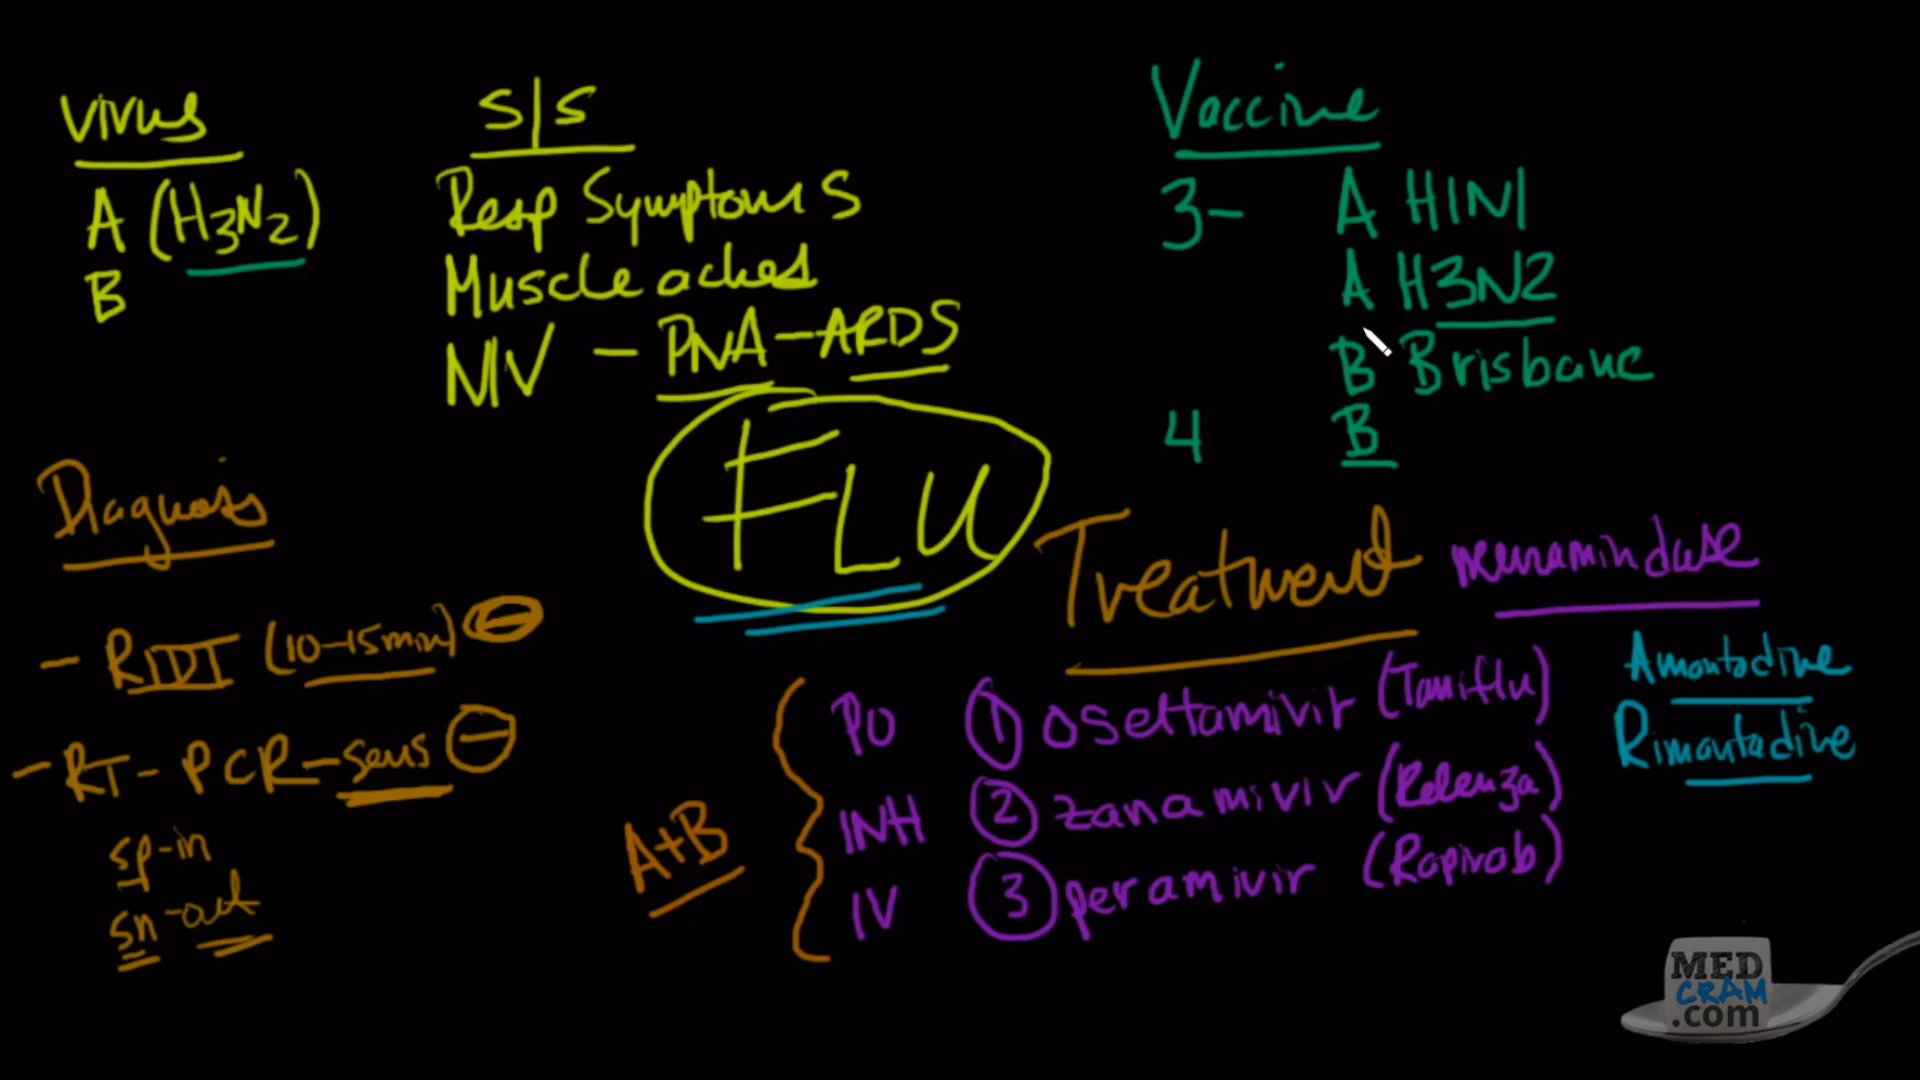 Virus
A (H3N2)
B
S|S
Resp Symptoms
Muscle aches
N|V - PNA - ARDS
Vaccine
3- A H1N1
A H3N2
B Brisbane
4 B
FLU
Diagnosis
- RIDT (10-15min) ⊖
- RT-PCR-sens ⊖
sp-in
sn-out
Treatment
neuramindase
A+B
PO ① oseltamivir (Tamiflu)
INH ② zanamivir (Relenza)
IV ③ peramivir (Rapivab)
Amantadine
Rimantadine
MED
CRAM
.com